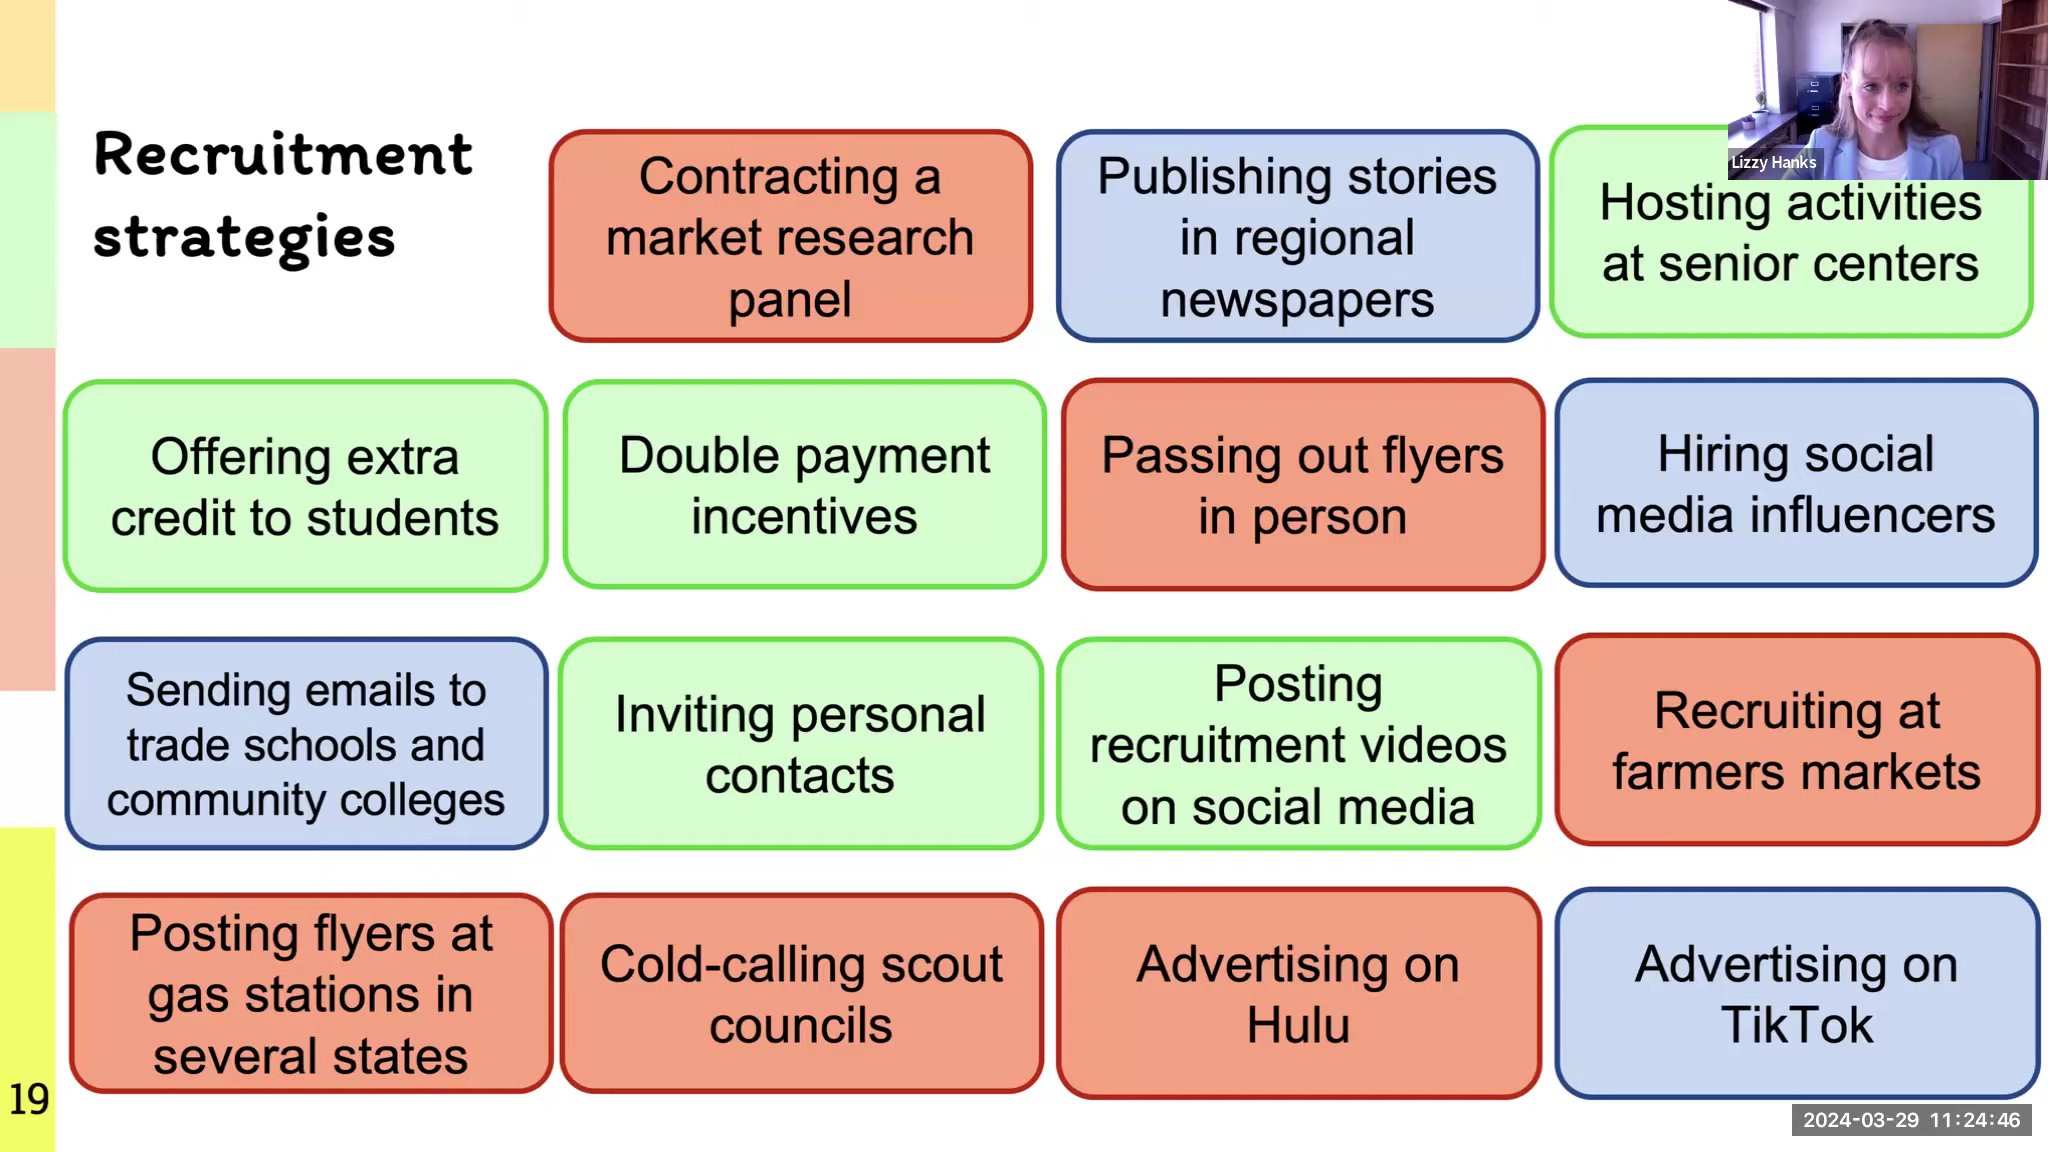 Recruitment
strategies
Contracting a
market research
panel
Publishing stories
in regional
newspapers
Lizzy Hanks
Hosting activities
at senior centers
Offering extra
credit to students
Double payment
incentives
Passing out flyers
in person
Hiring social
media influencers
Sending emails to
trade schools and
community colleges
Inviting personal
contacts
Posting
recruitment videos
on social media
Recruiting at
farmers markets
Posting flyers at
gas stations in
several states
Cold-calling scout
councils
Advertising on
Hulu
Advertising on
TikTok
19
2024-03-29 11:24:46